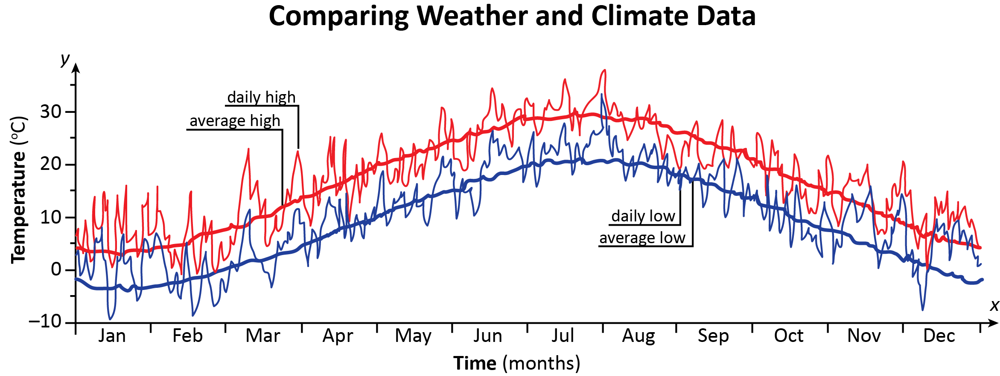 Comparing Weather and Climate Data
y
daily high
average high
30
20
10
0
–10
Temperature (°C)
daily low
average low
x
Jan Feb Mar Apr May Jun Jul Aug Sep Oct Nov Dec
Time (months)